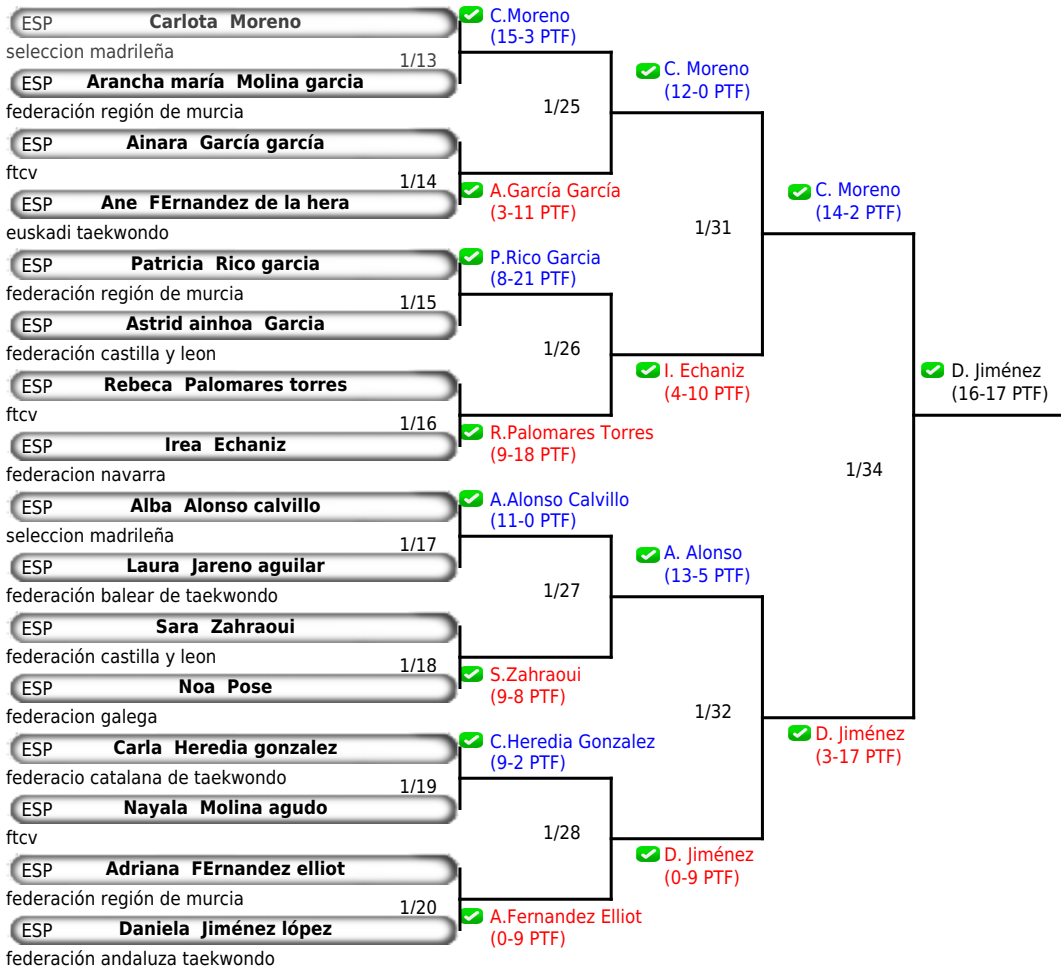 ESP Carlota Moreno
seleccion madrileña
1/13
ESP Arancha maría Molina garcia
federación región de murcia
ESP Ainara García garcía
ftcv
1/14
ESP Ane FErnandez de la hera
euskadi taekwondo
ESP Patricia Rico garcia
federación región de murcia
1/15
ESP Astrid ainhoa Garcia
federación castilla y leon
ESP Rebeca Palomares torres
ftcv
1/16
ESP Irea Echaniz
federacion navarra
ESP Alba Alonso calvillo
seleccion madrileña
1/17
ESP Laura Jareno aguilar
federación balear de taekwondo
ESP Sara Zahraoui
federación castilla y leon
1/18
ESP Noa Pose
federacion galega
ESP Carla Heredia gonzalez
federacio catalana de taekwondo
1/19
ESP Nayala Molina agudo
ftcv
ESP Adriana FErnandez elliot
federación región de murcia
1/20
ESP Daniela Jiménez lópez
federación andaluza taekwondo
C.Moreno
(15-3 PTF)
1/25
A.García García
(3-11 PTF)
P.Rico Garcia
(8-21 PTF)
1/26
R.Palomares Torres
(9-18 PTF)
A.Alonso Calvillo
(11-0 PTF)
1/27
S.Zahraoui
(9-8 PTF)
C.Heredia Gonzalez
(9-2 PTF)
1/28
A.Fernandez Elliot
(0-9 PTF)
C. Moreno
(12-0 PTF)
1/31
I. Echaniz
(4-10 PTF)
A. Alonso
(13-5 PTF)
1/32
D. Jiménez
(0-9 PTF)
C. Moreno
(14-2 PTF)
1/34
D. Jiménez
(3-17 PTF)
D. Jiménez
(16-17 PTF)